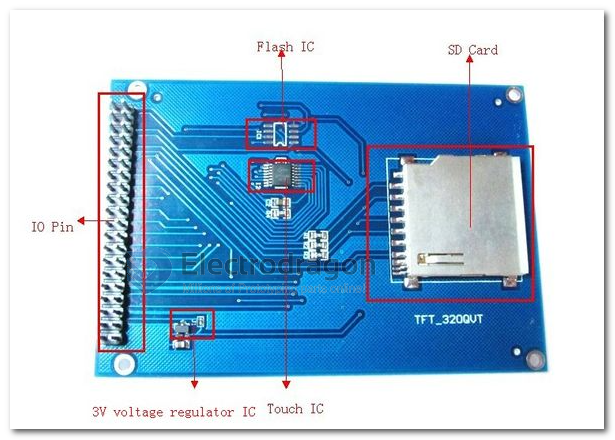 Flash IC
SD Card
IO Pin
Electrodragon
TFT_320QVT
3V voltage regulator IC
Touch IC